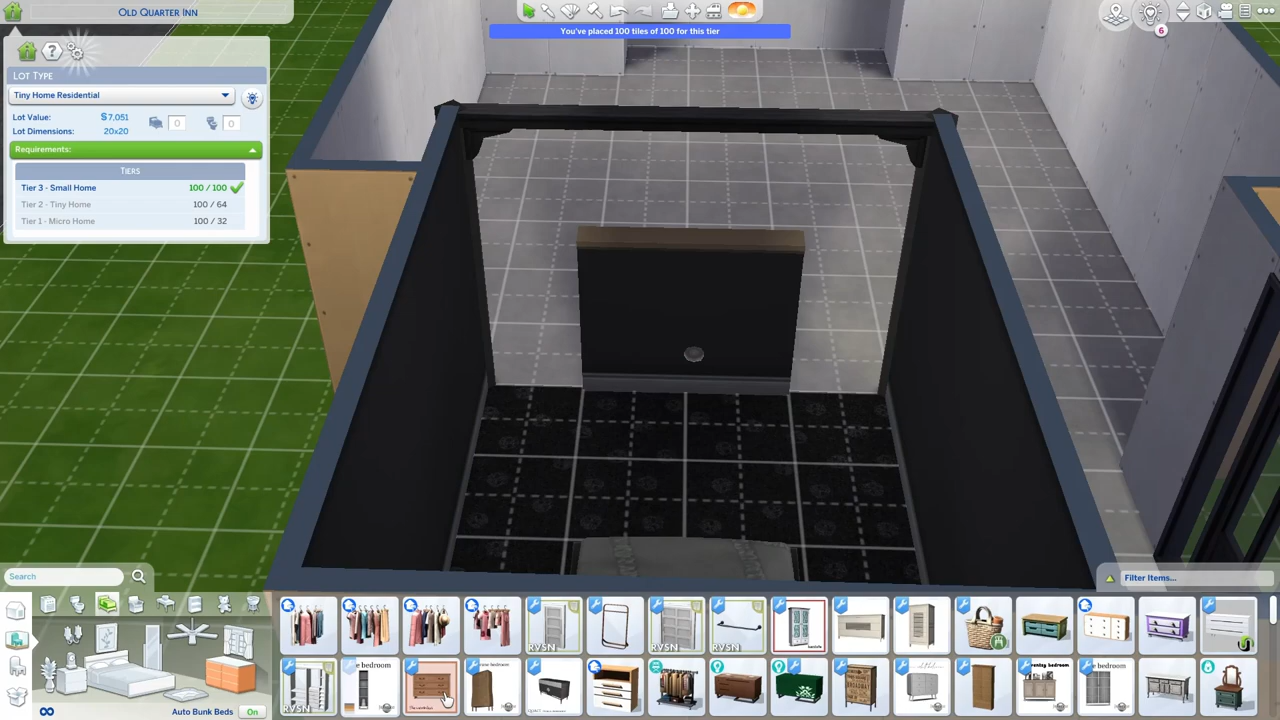 OLD QUARTER INN
You've placed 100 tiles of 100 for this tier
6
LOT TYPE
Tiny Home Residential
Lot Value: §7,051
0
0
Lot Dimensions: 20x20
Requirements:
TIERS
Tier 3 - Small Home 100 / 100
Tier 2 - Tiny Home 100 / 64
Tier 1 - Micro Home 100 / 32
Search
Filter Items...
RVSN
RVSN
RVSN
RVSN
bedroom
bedroom
Auto Bunk Beds On